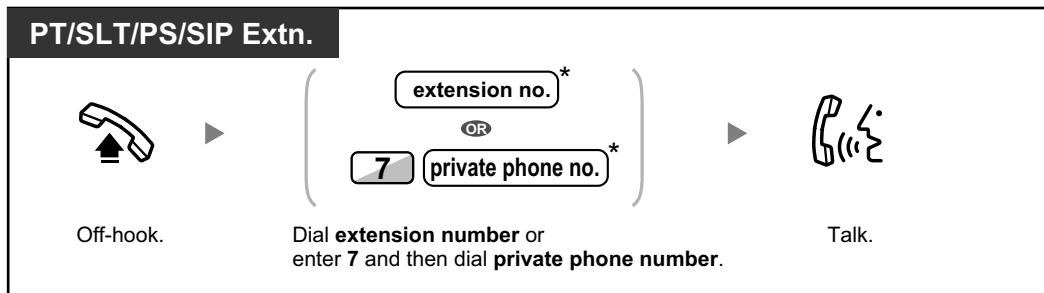 PT/SLT/PS/SIP Extn.
extension no.*
OR
7 private phone no.*
Off-hook.
Dial extension number or
enter 7 and then dial private phone number.
Talk.